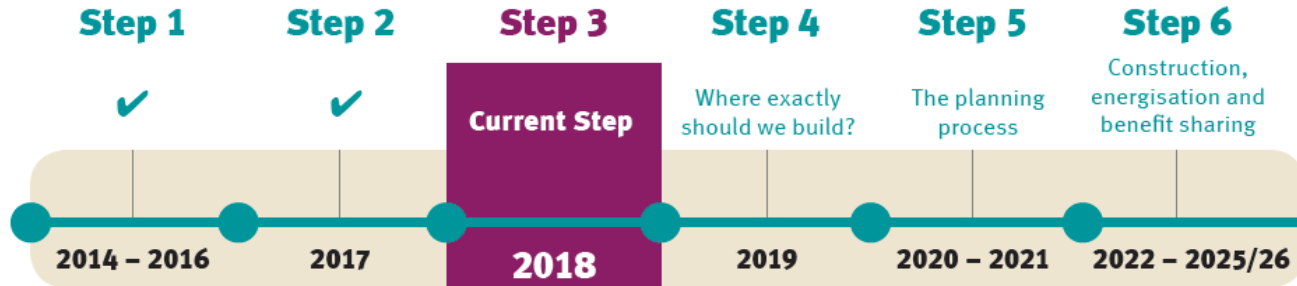 Step 1
Step 2
Step 3
Step 4
Step 5
Step 6
✔
✔
Current Step
Where exactly
should we build?
The planning
process
Construction,
energisation and
benefit sharing
2014 – 2016
2017
2018
2019
2020 – 2021
2022 – 2025/26